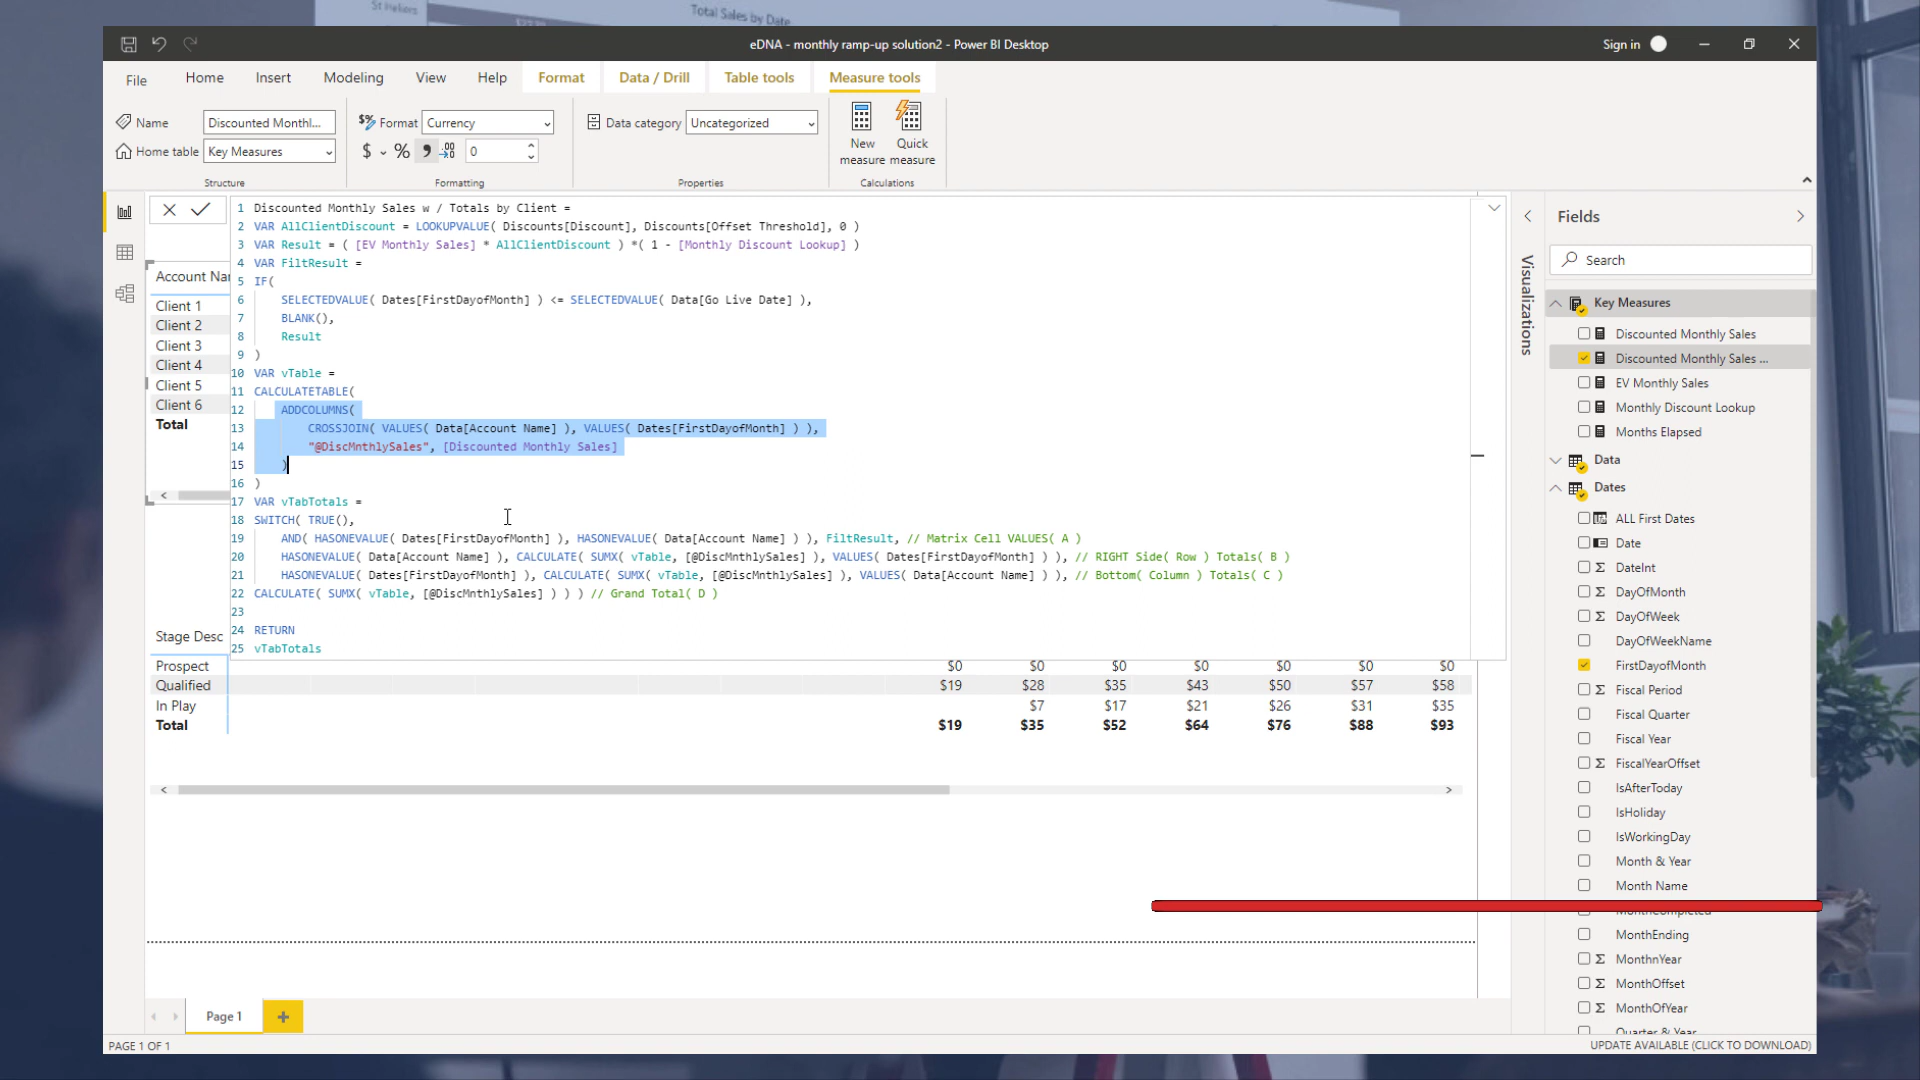 St Heliers
Total Sales by Date
eDNA - monthly ramp-up solution2 - Power BI Desktop
Sign in
File
Home
Insert
Modeling
View
Help
Format
Data / Drill
Table tools
Measure tools
Name
Discounted Monthl...
Home table
Key Measures
Structure
Format
Currency
$ % 0
Formatting
Data category
Uncategorized
Properties
New measure
Quick measure
Calculations
1 Discounted Monthly Sales w / Totals by Client =
2 VAR AllClientDiscount = LOOKUPVALUE( Discounts[Discount], Discounts[Offset Threshold], 0 )
3 VAR Result = ( [EV Monthly Sales] * AllClientDiscount ) *( 1 - [Monthly Discount Lookup] )
4 VAR FiltResult =
5 IF(
6 SELECTEDVALUE( Dates[FirstDayofMonth] ) <= SELECTEDVALUE( Data[Go Live Date] ),
7 BLANK(),
8 Result
9 )
10 VAR vTable =
11 CALCULATETABLE(
12 ADDCOLUMNS(
13 CROSSJOIN( VALUES( Data[Account Name] ), VALUES( Dates[FirstDayofMonth] ) ),
14 "@DiscMnthlySales", [Discounted Monthly Sales]
15 )
16 )
17 VAR vTabTotals =
18 SWITCH( TRUE(),
19 AND( HASONEVALUE( Dates[FirstDayofMonth] ), HASONEVALUE( Data[Account Name] ) ), FiltResult, // Matrix Cell VALUES( A )
20 HASONEVALUE( Data[Account Name] ), CALCULATE( SUMX( vTable, [@DiscMnthlySales] ), VALUES( Dates[FirstDayofMonth] ) ), // RIGHT Side( Row ) Totals( B )
21 HASONEVALUE( Dates[FirstDayofMonth] ), CALCULATE( SUMX( vTable, [@DiscMnthlySales] ), VALUES( Data[Account Name] ) ), // Bottom( Column ) Totals( C )
22 CALCULATE( SUMX( vTable, [@DiscMnthlySales] ) ) ) // Grand Total( D )
23
24 RETURN
25 vTabTotals
Account Na
Client 1
Client 2
Client 3
Client 4
Client 5
Client 6
Total
Stage Desc
Prospect $0 $0 $0 $0 $0 $0 $0
Qualified $19 $28 $35 $43 $50 $57 $58
In Play $7 $17 $21 $26 $31 $35
Total $19 $35 $52 $64 $76 $88 $93
Visualizations
Fields
Search
Key Measures
Discounted Monthly Sales
Discounted Monthly Sales ...
EV Monthly Sales
Monthly Discount Lookup
Months Elapsed
Data
Dates
ALL First Dates
Date
DateInt
DayOfMonth
DayOfWeek
DayOfWeekName
FirstDayofMonth
Fiscal Period
Fiscal Quarter
Fiscal Year
FiscalYearOffset
IsAfterToday
IsHoliday
IsWorkingDay
Month & Year
Month Name
MonthCompleted
MonthEnding
MonthnYear
MonthOffset
MonthOfYear
Quarter & Year
Page 1
PAGE 1 OF 1
UPDATE AVAILABLE (CLICK TO DOWNLOAD)